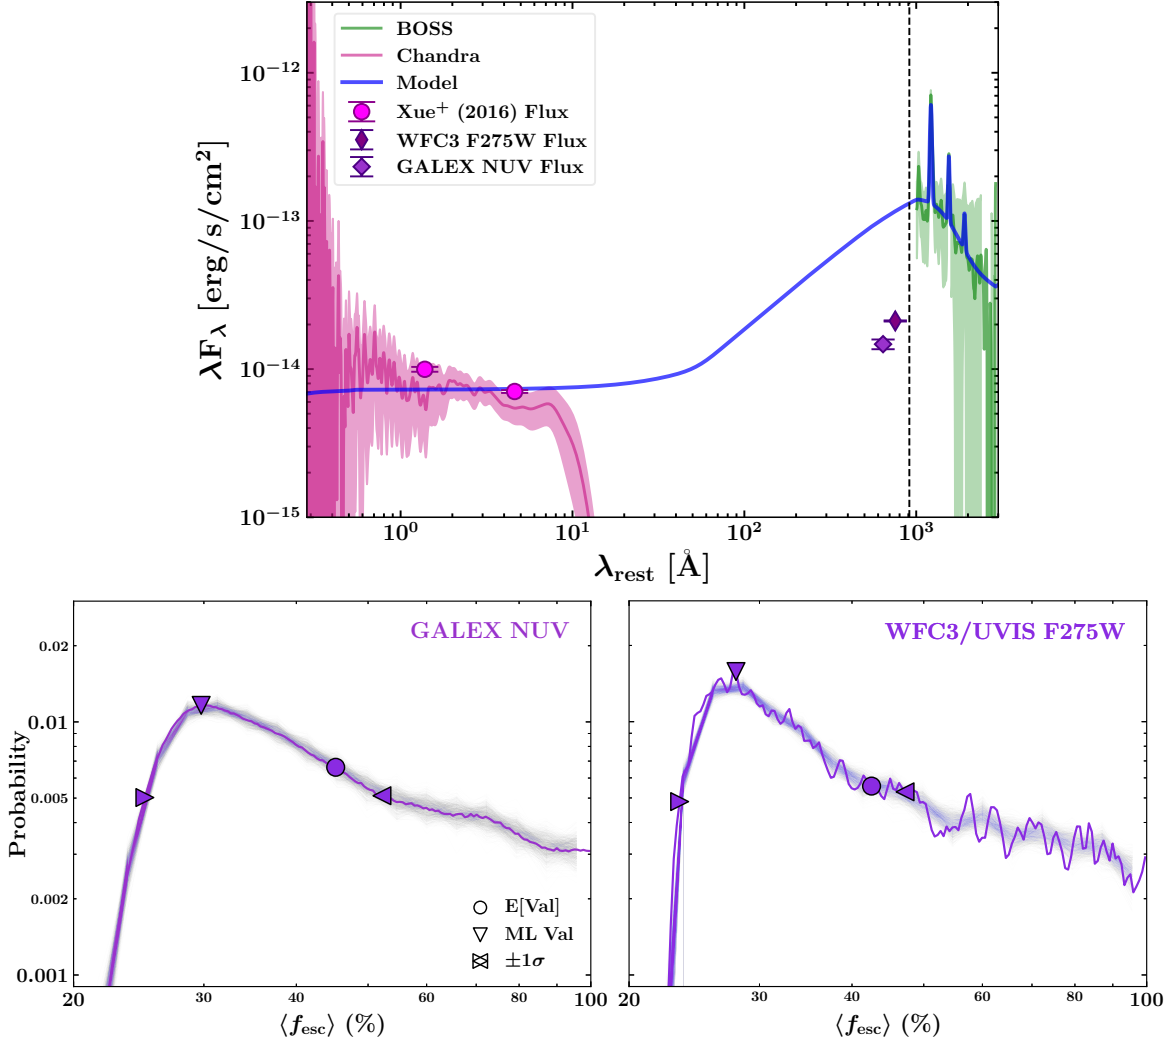 BOSS
Chandra
Model
Xue⁺ (2016) Flux
WFC3 F275W Flux
GALEX NUV Flux
10⁻¹²
10⁻¹³
10⁻¹⁴
10⁻¹⁵
λF_λ [erg/s/cm²]
10⁰ 10¹ 10² 10³
λ_rest [Å]
GALEX NUV
0.02
0.01
0.005
0.002
0.001
Probability
E[Val]
ML Val
±1σ
20 30 40 50 60 80 100
⟨f_esc⟩ (%)
WFC3/UVIS F275W
20 30 40 50 60 80 100
⟨f_esc⟩ (%)